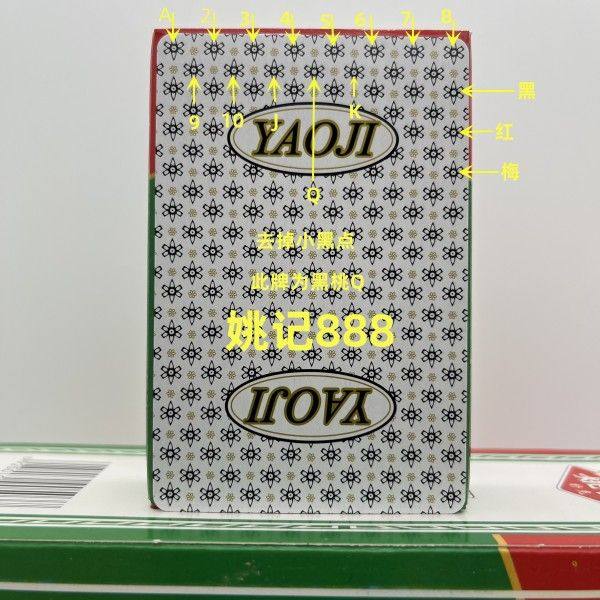 A 2 3 4 5 6 7 8
9 10 J Q K
黑
红
梅
YAOJI
去掉小黑点
此牌为黑桃Q
姚记888
YAOJI